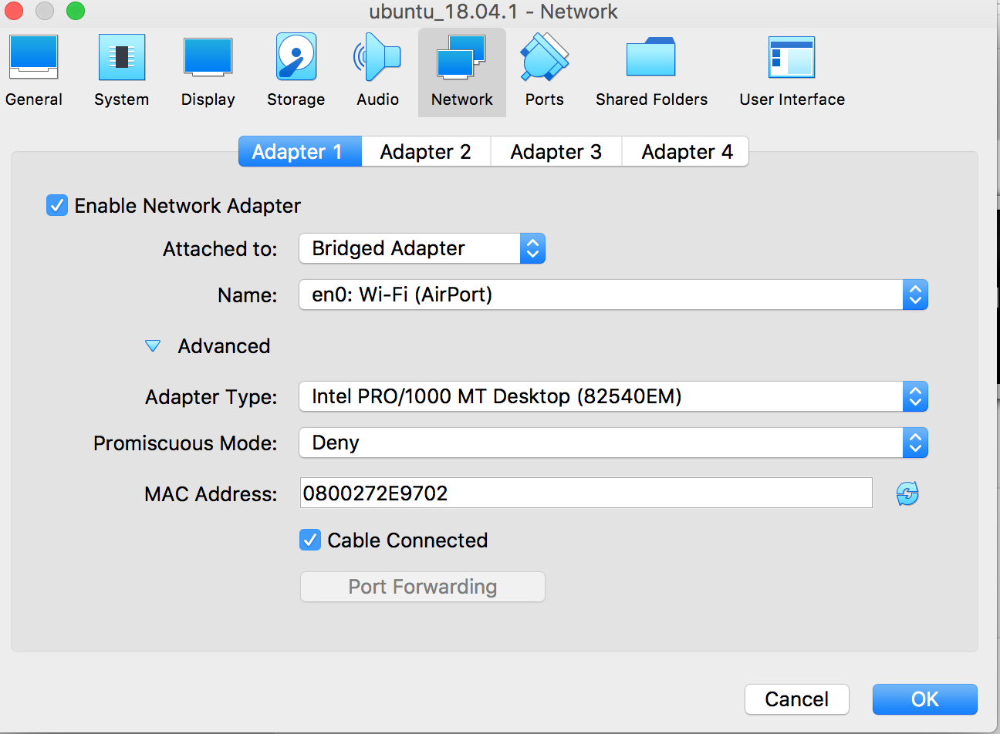 ubuntu_18.04.1 - Network
General System Display Storage Audio Network Ports Shared Folders User Interface
Adapter 1 Adapter 2 Adapter 3 Adapter 4
Enable Network Adapter
Attached to: Bridged Adapter
Name: en0: Wi-Fi (AirPort)
Advanced
Adapter Type: Intel PRO/1000 MT Desktop (82540EM)
Promiscuous Mode: Deny
MAC Address: 0800272E9702
Cable Connected
Port Forwarding
Cancel OK